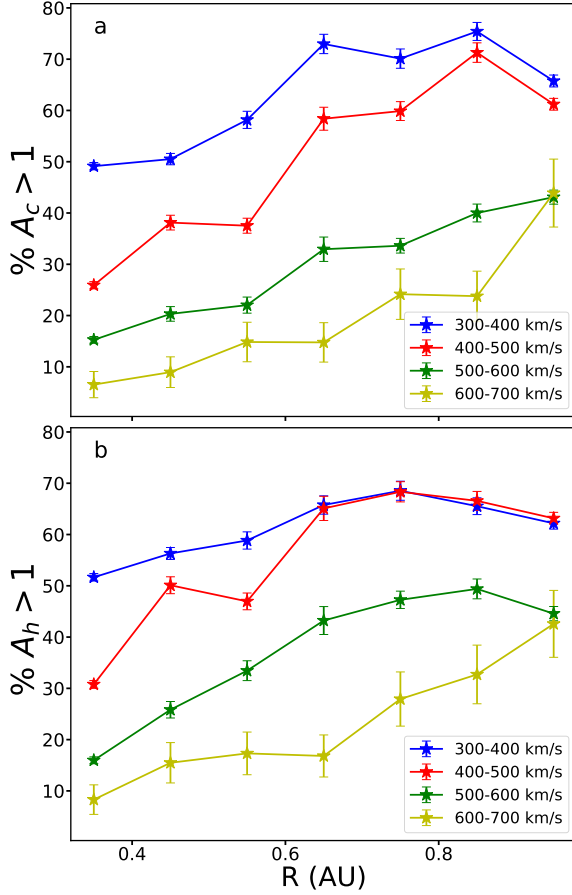 a
80
70
60
50
40
30
20
10
% A_c > 1
300-400 km/s
400-500 km/s
500-600 km/s
600-700 km/s
b
80
70
60
50
40
30
20
10
% A_h > 1
300-400 km/s
400-500 km/s
500-600 km/s
600-700 km/s
0.4 0.6 0.8
R (AU)